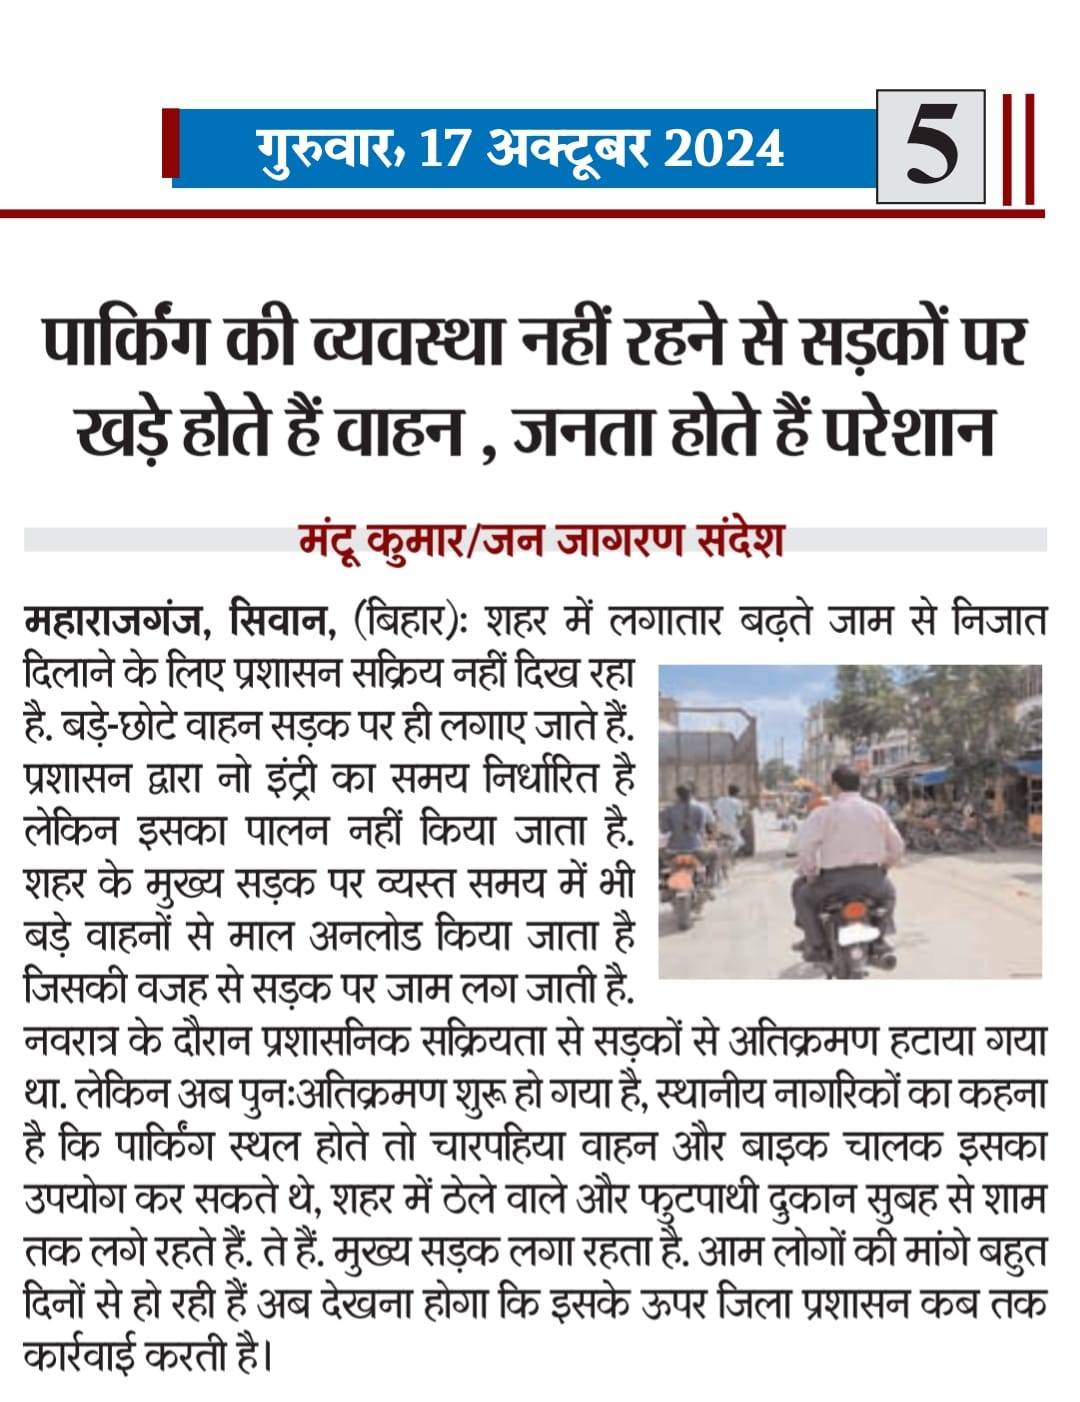 गुरुवार, 17 अक्टूबर 2024
5
पार्किंग की व्यवस्था नहीं रहने से सड़कों पर
खड़े होते हैं वाहन , जनता होते हैं परेशान
मंटू कुमार/जन जागरण संदेश
महाराजगंज, सिवान, (बिहार): शहर में लगातार बढ़ते जाम से निजात
दिलाने के लिए प्रशासन सक्रिय नहीं दिख रहा
है. बड़े-छोटे वाहन सड़क पर ही लगाए जाते हैं.
प्रशासन द्वारा नो इंट्री का समय निर्धारित है
लेकिन इसका पालन नहीं किया जाता है.
शहर के मुख्य सड़क पर व्यस्त समय में भी
बड़े वाहनों से माल अनलोड किया जाता है
जिसकी वजह से सड़क पर जाम लग जाती है.
नवरात्र के दौरान प्रशासनिक सक्रियता से सड़कों से अतिक्रमण हटाया गया
था. लेकिन अब पुन:अतिक्रमण शुरू हो गया है, स्थानीय नागरिकों का कहना
है कि पार्किंग स्थल होते तो चारपहिया वाहन और बाइक चालक इसका
उपयोग कर सकते थे, शहर में ठेले वाले और फुटपाथी दुकान सुबह से शाम
तक लगे रहते हैं. ते हैं. मुख्य सड़क लगा रहता है. आम लोगों की मांगे बहुत
दिनों से हो रही हैं अब देखना होगा कि इसके ऊपर जिला प्रशासन कब तक
कार्रवाई करती है।